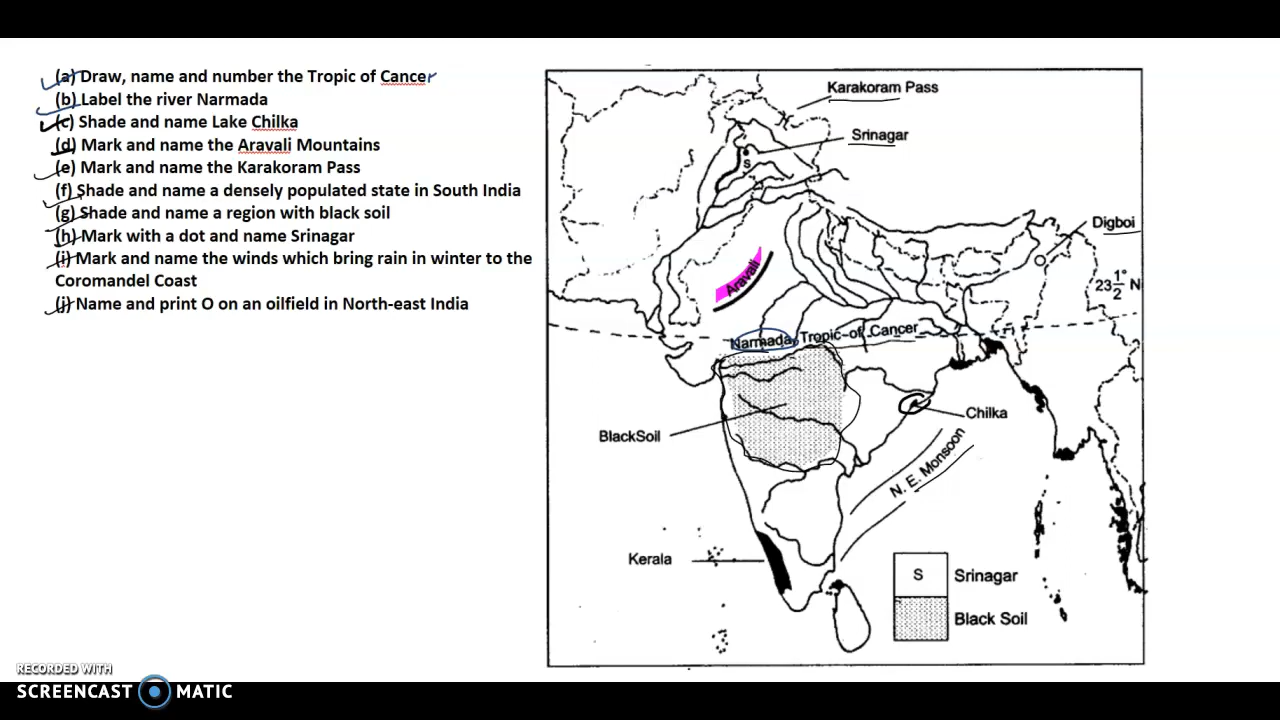 (a) Draw, name and number the Tropic of Cancer
(b) Label the river Narmada
(c) Shade and name Lake Chilka
(d) Mark and name the Aravali Mountains
(e) Mark and name the Karakoram Pass
(f) Shade and name a densely populated state in South India
(g) Shade and name a region with black soil
(h) Mark with a dot and name Srinagar
(i) Mark and name the winds which bring rain in winter to the
Coromandel Coast
(j) Name and print O on an oilfield in North-east India
Karakoram Pass
Srinagar
S
Digboi
Aravali
23 1/2° N
Narmada Tropic of Cancer
Chilka
BlackSoil
N. E. Monsoon
Kerala
S Srinagar
Black Soil
RECORDED WITH
SCREENCAST MATIC